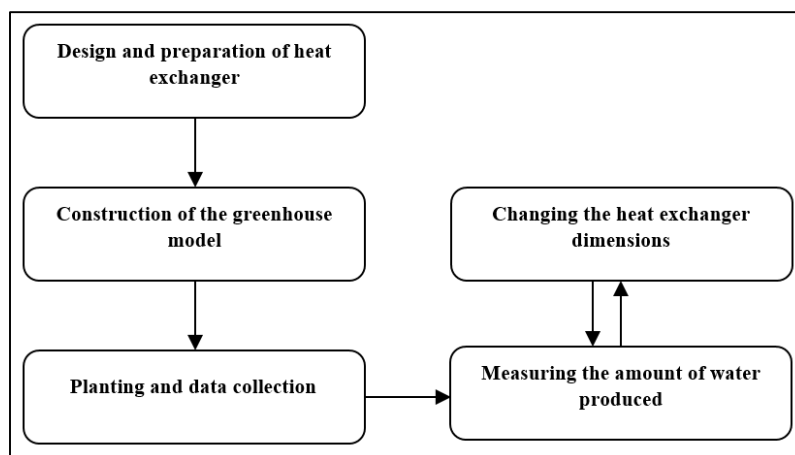 Design and preparation of heat
exchanger
Construction of the greenhouse
model
Planting and data collection
Changing the heat exchanger
dimensions
Measuring the amount of water
produced